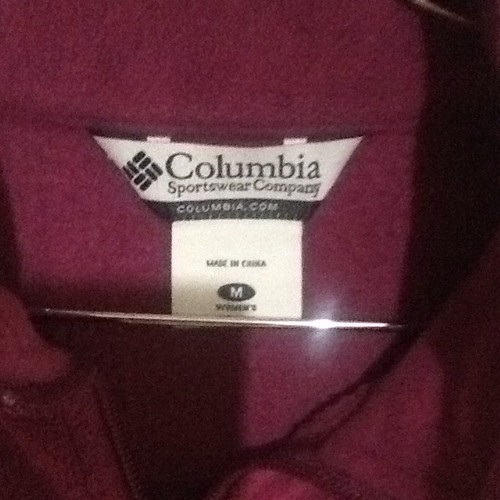 Columbia
Sportswear Company
COLUMBIA.COM
MADE IN CHINA
M
WOMEN'S